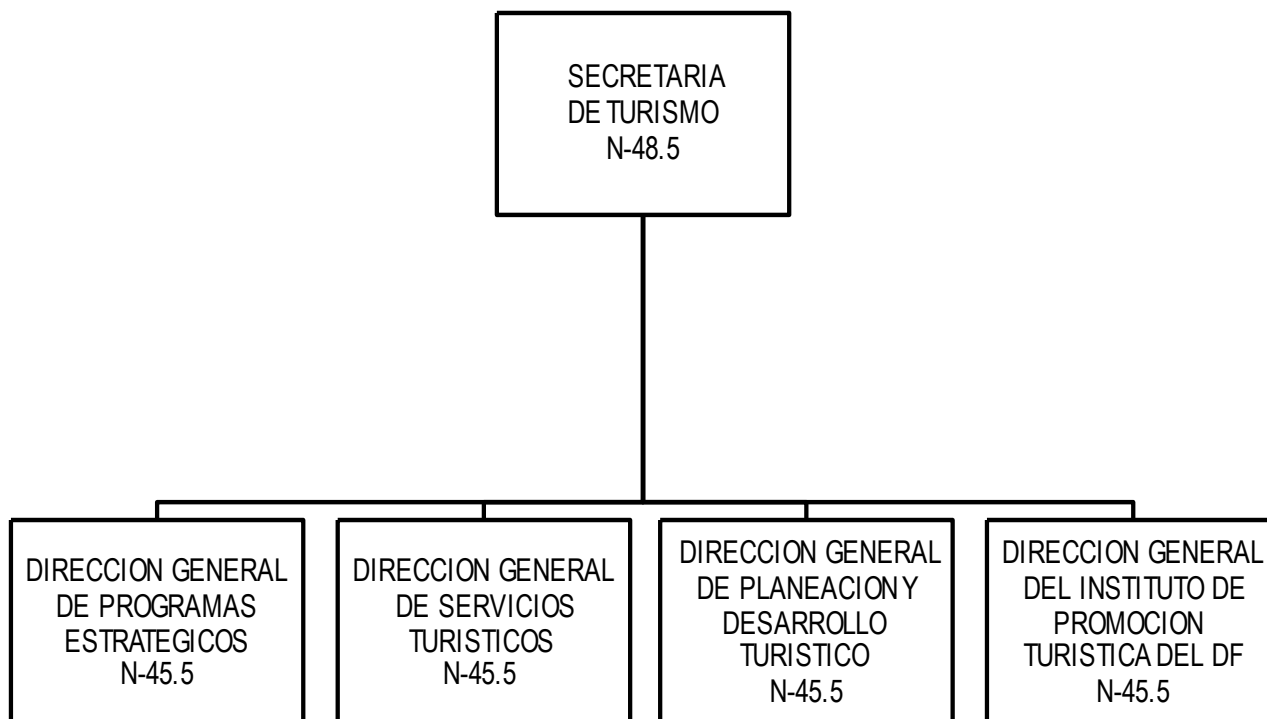 SECRETARIA
DE TURISMO
N-48.5
DIRECCION GENERAL
DE PROGRAMAS
ESTRATEGICOS
N-45.5
DIRECCION GENERAL
DE SERVICIOS
TURISTICOS
N-45.5
DIRECCION GENERAL
DE PLANEACION Y
DESARROLLO
TURISTICO
N-45.5
DIRECCION GENERAL
DEL INSTITUTO DE
PROMOCION
TURISTICA DEL DF
N-45.5